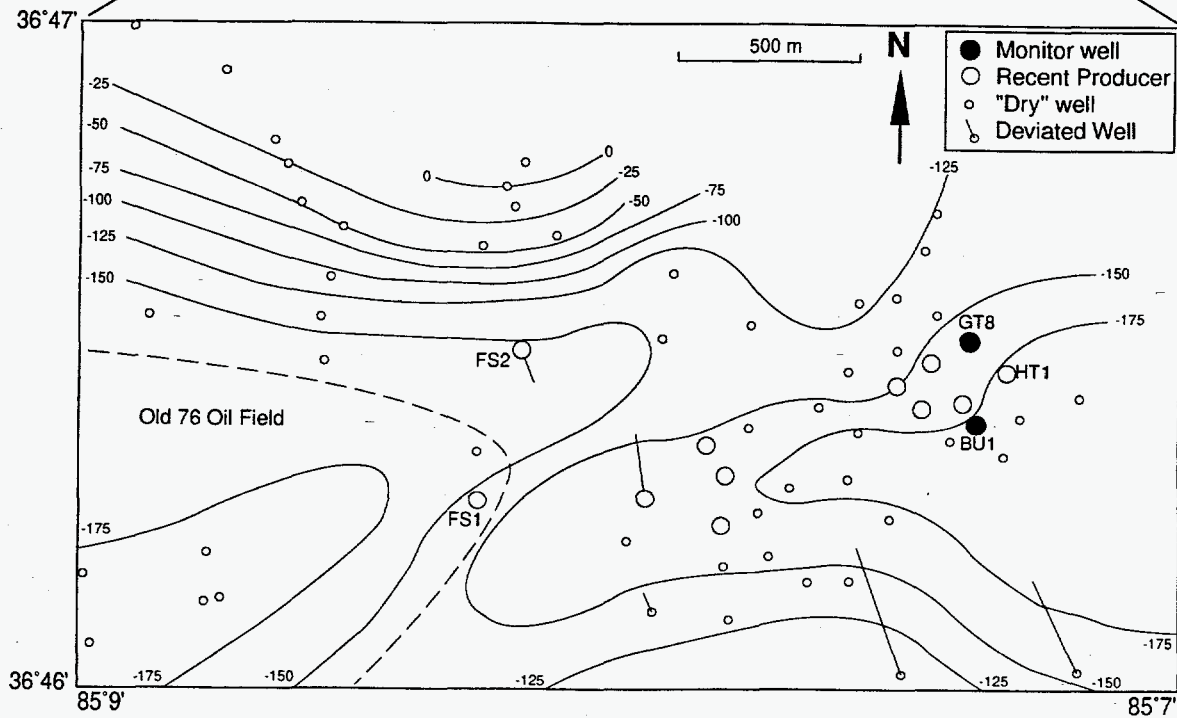 36°47'
500 m
N
Monitor well
Recent Producer
"Dry" well
Deviated Well
-25
-50
-75
-100
-125
-150
0
0
-25
-50
-75
-100
-125
-150
-175
GT8
HT1
BU1
FS2
Old 76 Oil Field
FS1
-175
-175
-150
-125
-125
-150
-175
36°46'
85°9'
85°7'